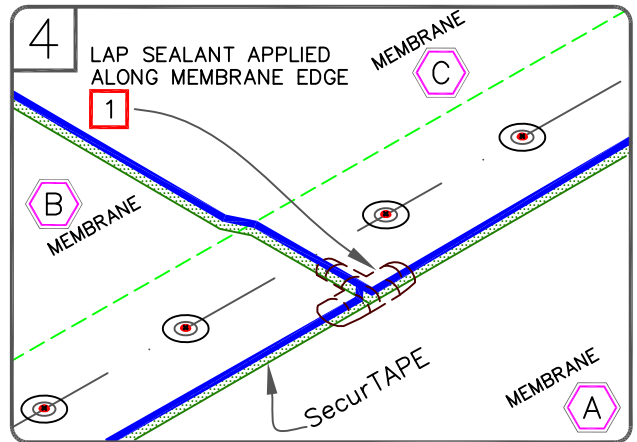 4
LAP SEALANT APPLIED
ALONG MEMBRANE EDGE
1
MEMBRANE
C
B
MEMBRANE
SecurTAPE
MEMBRANE
A